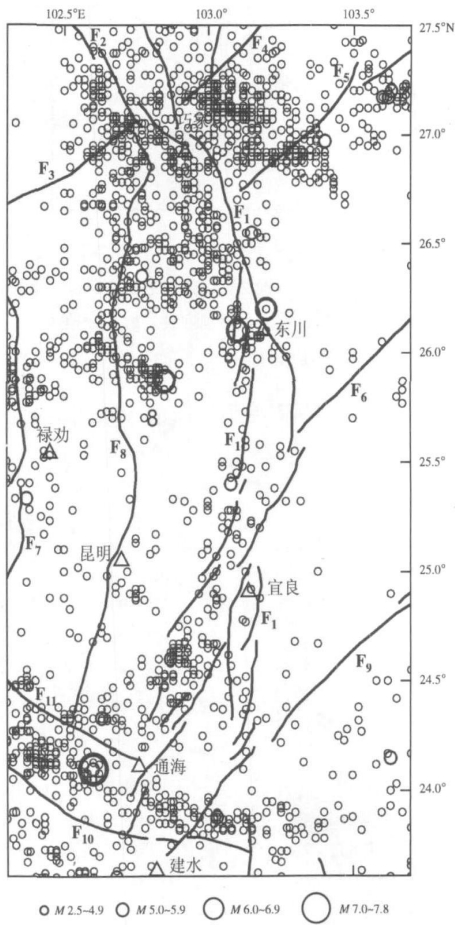 102.5°E 103.0° 103.5°
27.5°N
F₂
F₄
F₅
巧家
27.0°
F₃
F₁
26.5°
东川
26.0°
F₆
禄劝
F₈
F₁
25.5°
F₇
昆明
25.0°
宜良
F₁
F₉
24.5°
F₁₁
通海
24.0°
F₁₀
建水
M 2.5~4.9 M 5.0~5.9 M 6.0~6.9 M 7.0~7.8